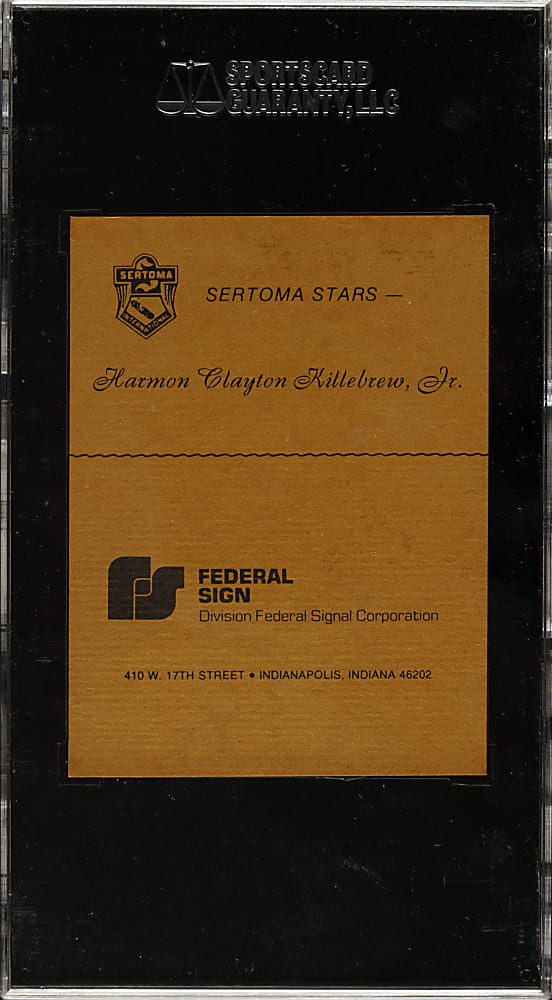 SPORTSCARD
GUARANTY, LLC
SERTOMA
INTERNATIONAL
SERTOMA STARS —
Harmon Clayton Killebrew, Jr.
FS
FEDERAL
SIGN
Division Federal Signal Corporation
410 W. 17TH STREET • INDIANAPOLIS, INDIANA 46202